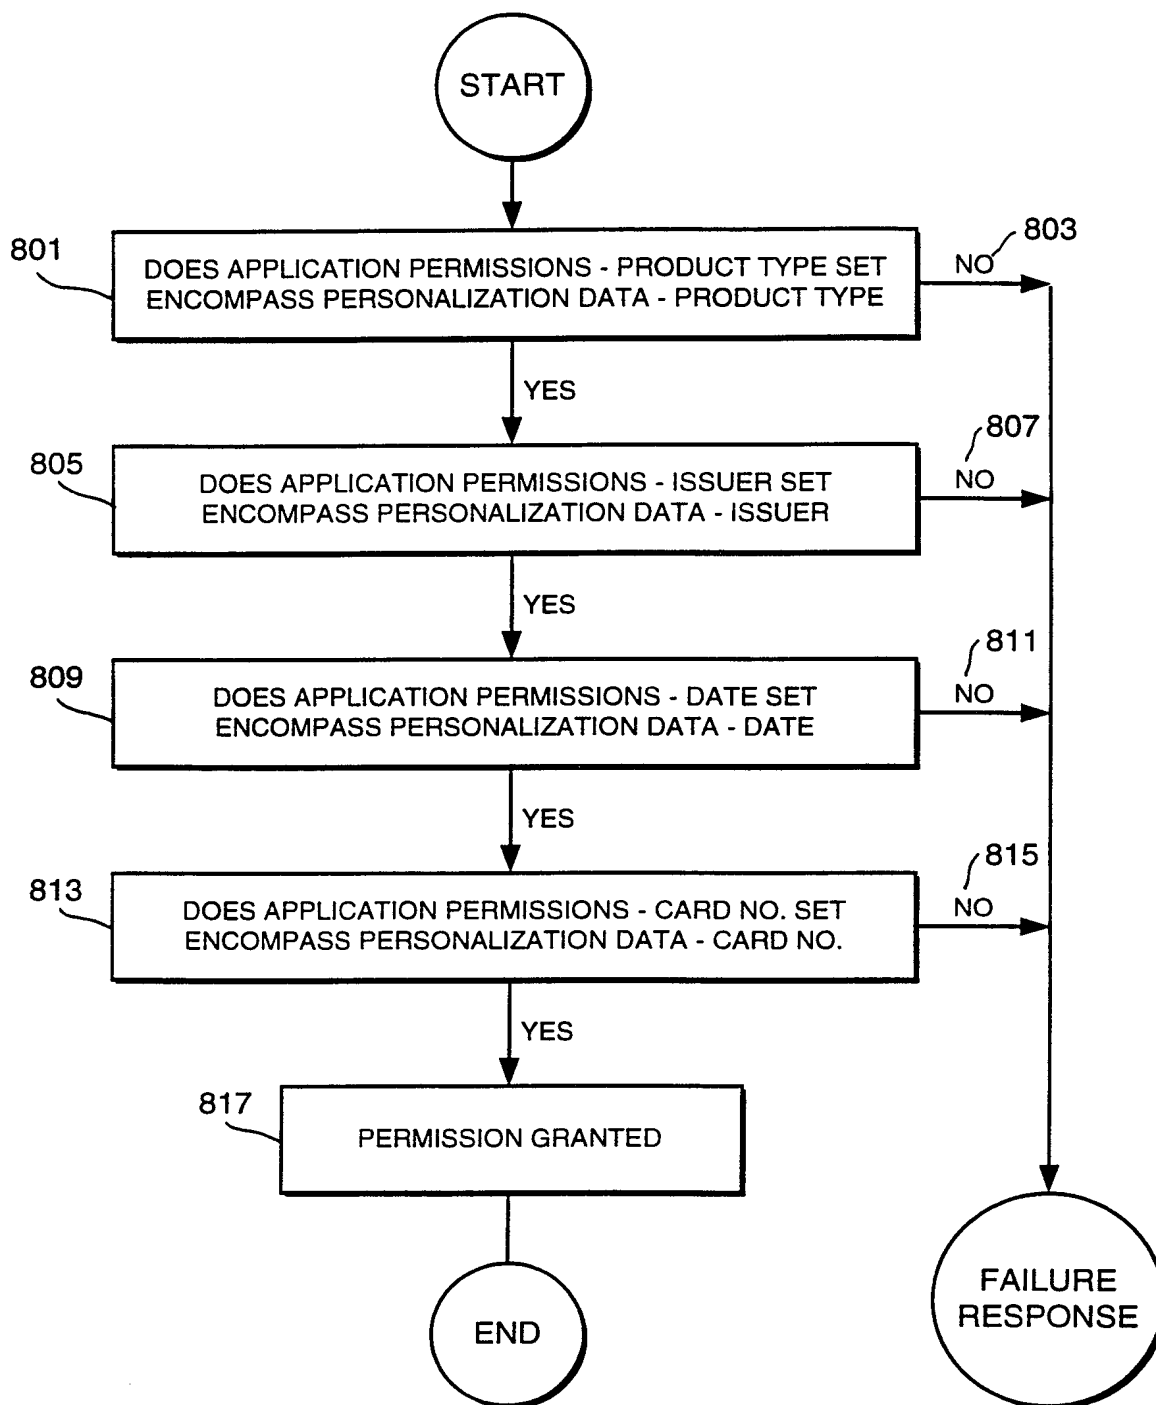 START
801
DOES APPLICATION PERMISSIONS - PRODUCT TYPE SET
ENCOMPASS PERSONALIZATION DATA - PRODUCT TYPE
NO
803
YES
805
DOES APPLICATION PERMISSIONS - ISSUER SET
ENCOMPASS PERSONALIZATION DATA - ISSUER
NO
807
YES
809
DOES APPLICATION PERMISSIONS - DATE SET
ENCOMPASS PERSONALIZATION DATA - DATE
NO
811
YES
813
DOES APPLICATION PERMISSIONS - CARD NO. SET
ENCOMPASS PERSONALIZATION DATA - CARD NO.
NO
815
YES
817
PERMISSION GRANTED
END
FAILURE
RESPONSE